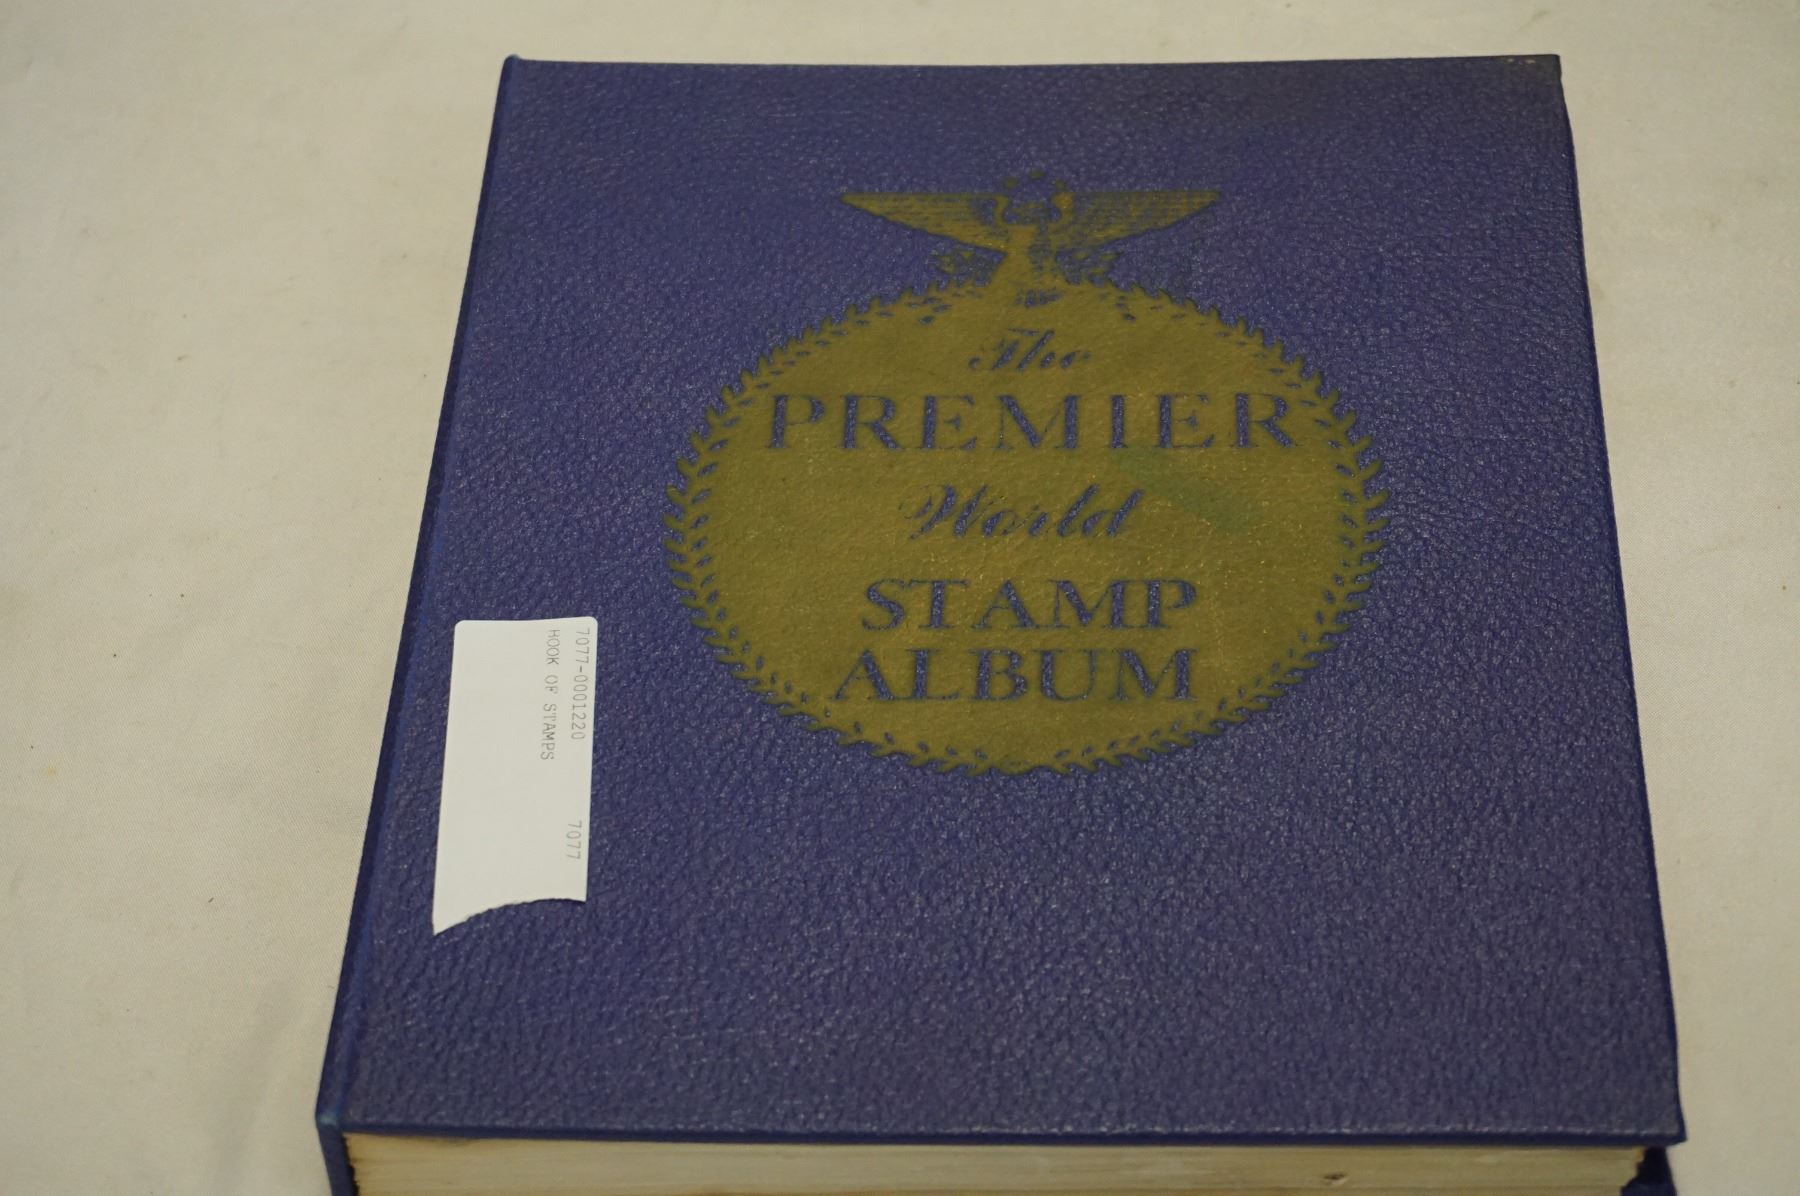 The
PREMIER
World
STAMP
ALBUM
7077-0001220 7077
HOOK OF STAMPS